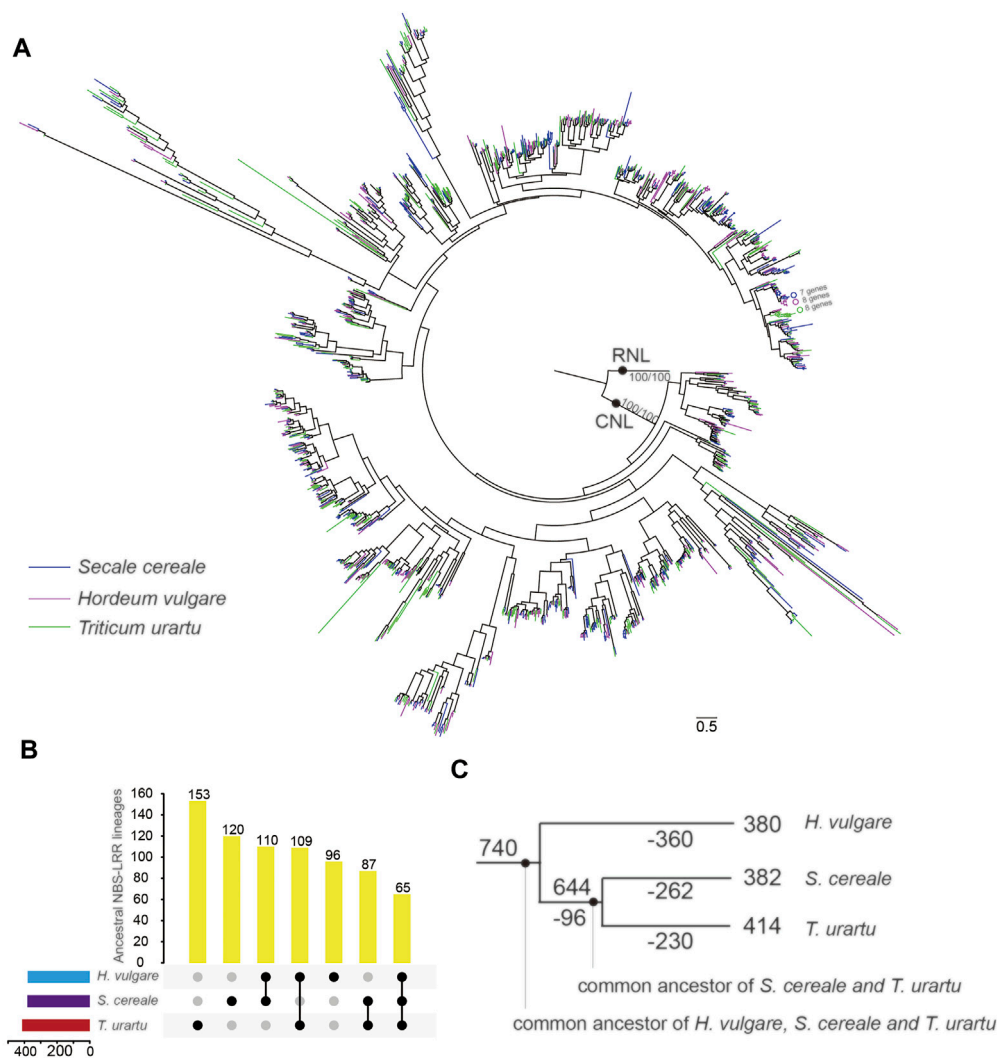 A
7 genes
8 genes
8 genes
RNL
100/100
100/100
CNL
Secale cereale
Hordeum vulgare
Triticum urartu
0.5
B
Ancestral NBS-LRR lineages
160
140
120
100
80
60
40
20
0
153
120
110
109
96
87
65
H. vulgare
S. cereale
T. urartu
400 200 0
C
740
-360
380
H. vulgare
644
-96
-262
382
S. cereale
-230
414
T. urartu
common ancestor of S. cereale and T. urartu
common ancestor of H. vulgare, S. cereale and T. urartu